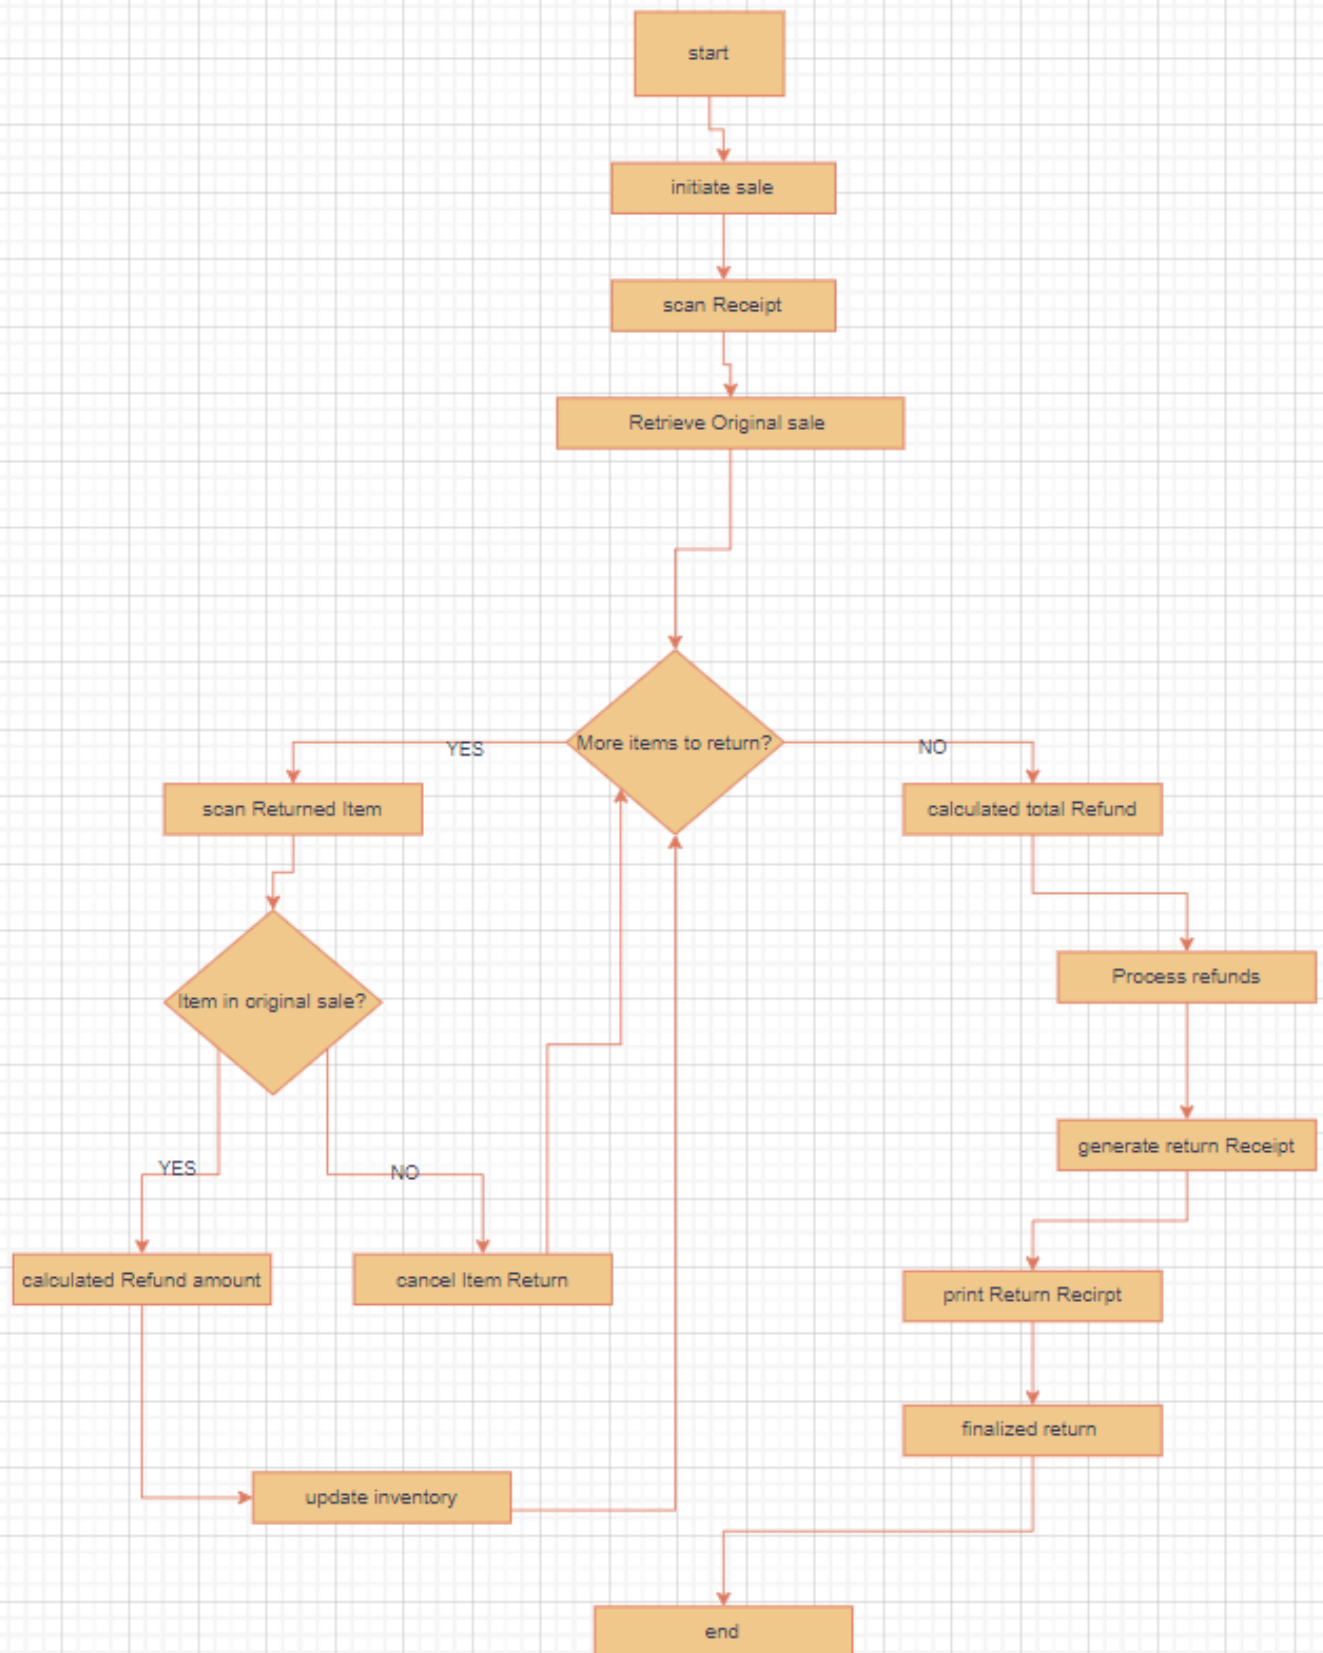 start
initiate sale
scan Receipt
Retrieve Original sale
More items to return?
YES
NO
scan Returned Item
calculated total Refund
Item in original sale?
Process refunds
YES
NO
generate return Receipt
calculated Refund amount
cancel Item Return
print Return Recirpt
finalized return
update inventory
end